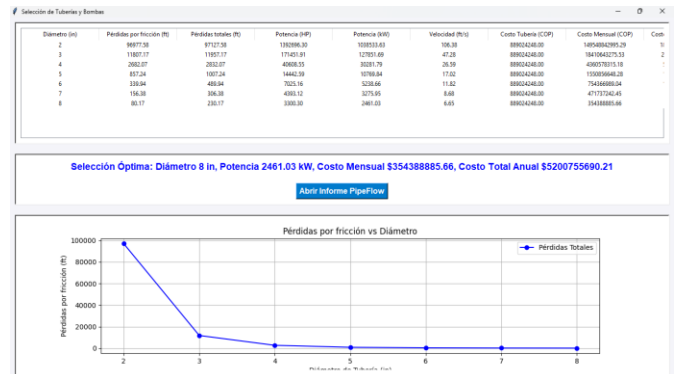 Selección de Tuberías y Bombas
Diámetro (in) Pérdidas por fricción (ft) Pérdidas totales (ft) Potencia (HP) Potencia (kW) Velocidad (ft/s) Costo Tubería (COP) Costo Mensual (COP) Costo
2 96977.58 97127.58 1392696.30 1038533.63 106.38 889024248.00 149548842995.29
3 11807.17 11957.17 171451.91 127851.69 47.28 889024248.00 18410643275.53
4 2682.07 2832.07 40608.55 30281.79 26.59 889024248.00 4360578315.18
5 857.24 1007.24 14442.59 10769.84 17.02 889024248.00 1550856648.28
6 339.94 489.94 7025.16 5238.66 11.82 889024248.00 754366989.04
7 156.38 306.38 4393.12 3275.95 8.68 889024248.00 471737242.45
8 80.17 230.17 3300.30 2461.03 6.65 889024248.00 354388885.66
Selección Óptima: Diámetro 8 in, Potencia 2461.03 kW, Costo Mensual $354388885.66, Costo Total Anual $5200755690.21
Abrir Informe PipeFlow
Pérdidas por fricción vs Diámetro
Pérdidas Totales
Pérdidas por fricción (ft)
100000
80000
60000
40000
20000
0
2 3 4 5 6 7 8